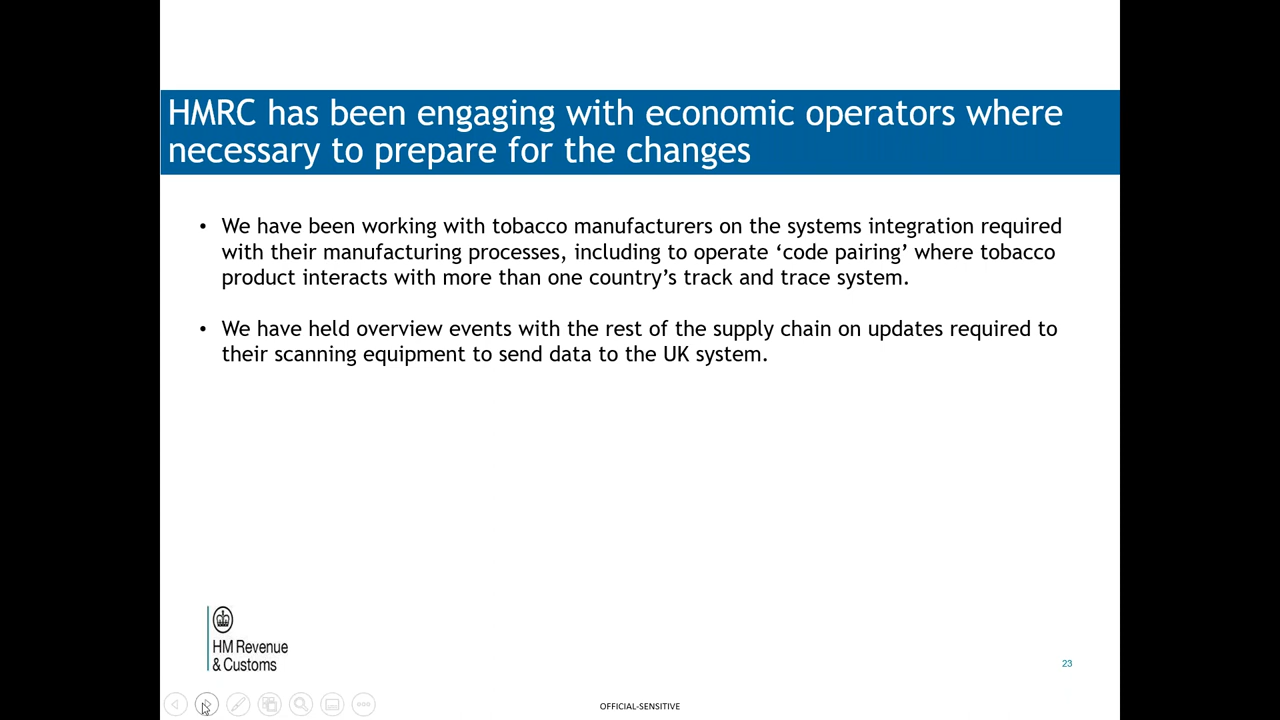 HMRC has been engaging with economic operators where
necessary to prepare for the changes
• We have been working with tobacco manufacturers on the systems integration required
with their manufacturing processes, including to operate ‘code pairing’ where tobacco
product interacts with more than one country’s track and trace system.
• We have held overview events with the rest of the supply chain on updates required to
their scanning equipment to send data to the UK system.
HM Revenue
& Customs
23
OFFICIAL-SENSITIVE